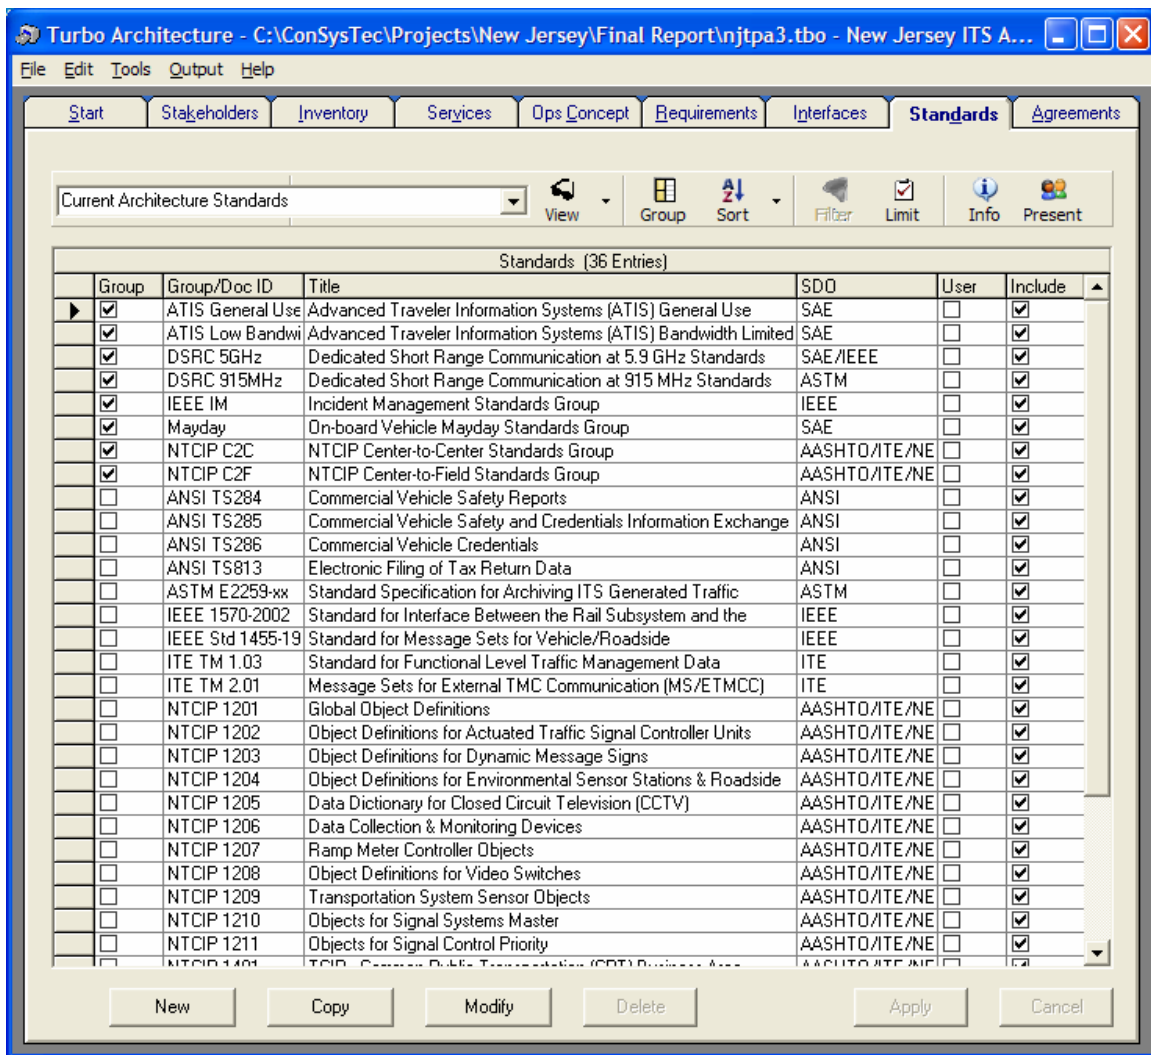 Turbo Architecture - C:\ConSysTec\Projects\New Jersey\Final Report\njtpa3.tbo - New Jersey ITS A...
File Edit Tools Output Help
Start Stakeholders Inventory Services Ops Concept Requirements Interfaces Standards Agreements
Current Architecture Standards View Group Sort Filter Limit Info Present
Standards (36 Entries)
Group Group/Doc ID Title SDO User Include
ATIS General Use Advanced Traveler Information Systems (ATIS) General Use SAE
ATIS Low Bandwi Advanced Traveler Information Systems (ATIS) Bandwidth Limited SAE
DSRC 5GHz Dedicated Short Range Communication at 5.9 GHz Standards SAE/IEEE
DSRC 915MHz Dedicated Short Range Communication at 915 MHz Standards ASTM
IEEE IM Incident Management Standards Group IEEE
Mayday On-board Vehicle Mayday Standards Group SAE
NTCIP C2C NTCIP Center-to-Center Standards Group AASHTO/ITE/NE
NTCIP C2F NTCIP Center-to-Field Standards Group AASHTO/ITE/NE
ANSI TS284 Commercial Vehicle Safety Reports ANSI
ANSI TS285 Commercial Vehicle Safety and Credentials Information Exchange ANSI
ANSI TS286 Commercial Vehicle Credentials ANSI
ANSI TS813 Electronic Filing of Tax Return Data ANSI
ASTM E2259-xx Standard Specification for Archiving ITS Generated Traffic ASTM
IEEE 1570-2002 Standard for Interface Between the Rail Subsystem and the IEEE
IEEE Std 1455-19 Standard for Message Sets for Vehicle/Roadside IEEE
ITE TM 1.03 Standard for Functional Level Traffic Management Data ITE
ITE TM 2.01 Message Sets for External TMC Communication (MS/ETMCC) ITE
NTCIP 1201 Global Object Definitions AASHTO/ITE/NE
NTCIP 1202 Object Definitions for Actuated Traffic Signal Controller Units AASHTO/ITE/NE
NTCIP 1203 Object Definitions for Dynamic Message Signs AASHTO/ITE/NE
NTCIP 1204 Object Definitions for Environmental Sensor Stations & Roadside AASHTO/ITE/NE
NTCIP 1205 Data Dictionary for Closed Circuit Television (CCTV) AASHTO/ITE/NE
NTCIP 1206 Data Collection & Monitoring Devices AASHTO/ITE/NE
NTCIP 1207 Ramp Meter Controller Objects AASHTO/ITE/NE
NTCIP 1208 Object Definitions for Video Switches AASHTO/ITE/NE
NTCIP 1209 Transportation System Sensor Objects AASHTO/ITE/NE
NTCIP 1210 Objects for Signal Systems Master AASHTO/ITE/NE
NTCIP 1211 Objects for Signal Control Priority AASHTO/ITE/NE
NTCIP 1401 TCIP - Common Public Transportation (CPT) Business Area AASHTO/ITE/NE
New Copy Modify Delete Apply Cancel